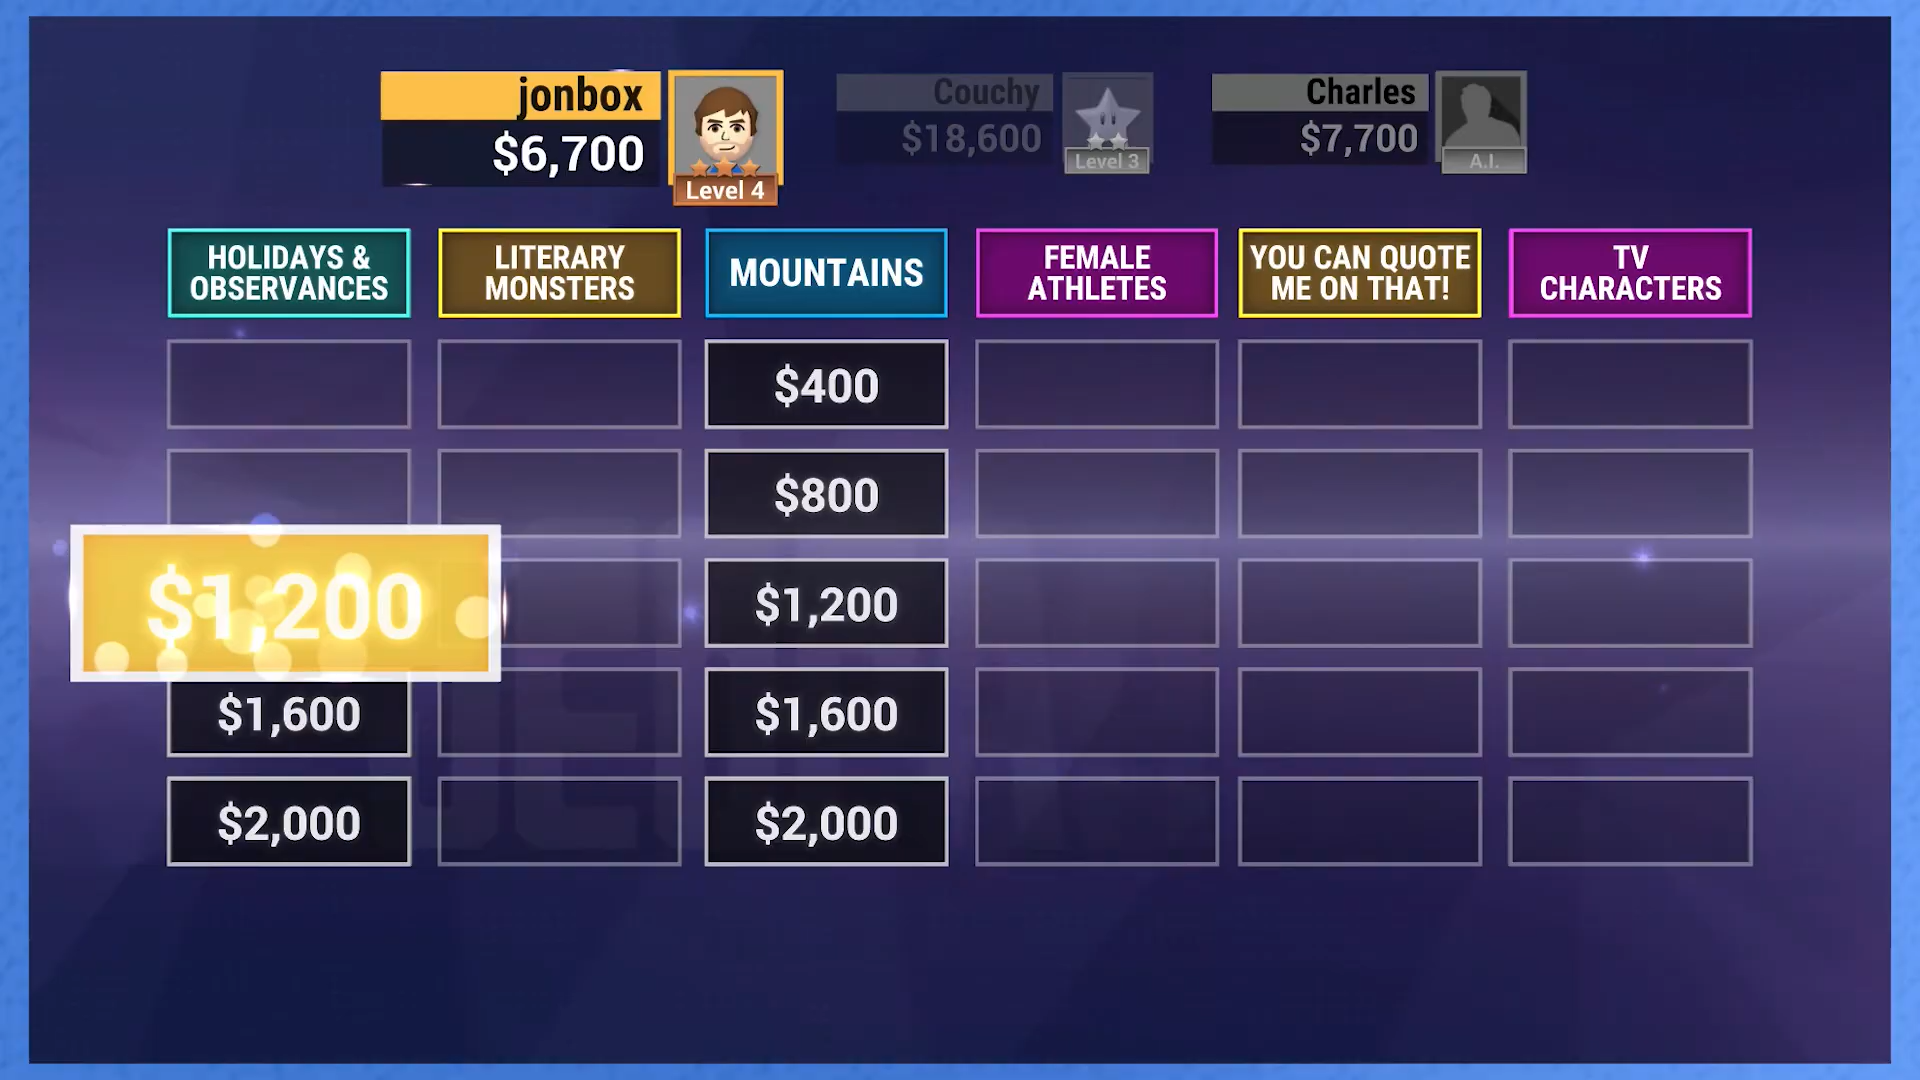 jonbox
$6,700
Level 4
Couchy
$18,600
Level 3
Charles
$7,700
A.I.
HOLIDAYS &
OBSERVANCES
LITERARY
MONSTERS
MOUNTAINS
FEMALE
ATHLETES
YOU CAN QUOTE
ME ON THAT!
TV
CHARACTERS
$400
$800
$1,200
$1,200
$1,600
$1,600
$2,000
$2,000